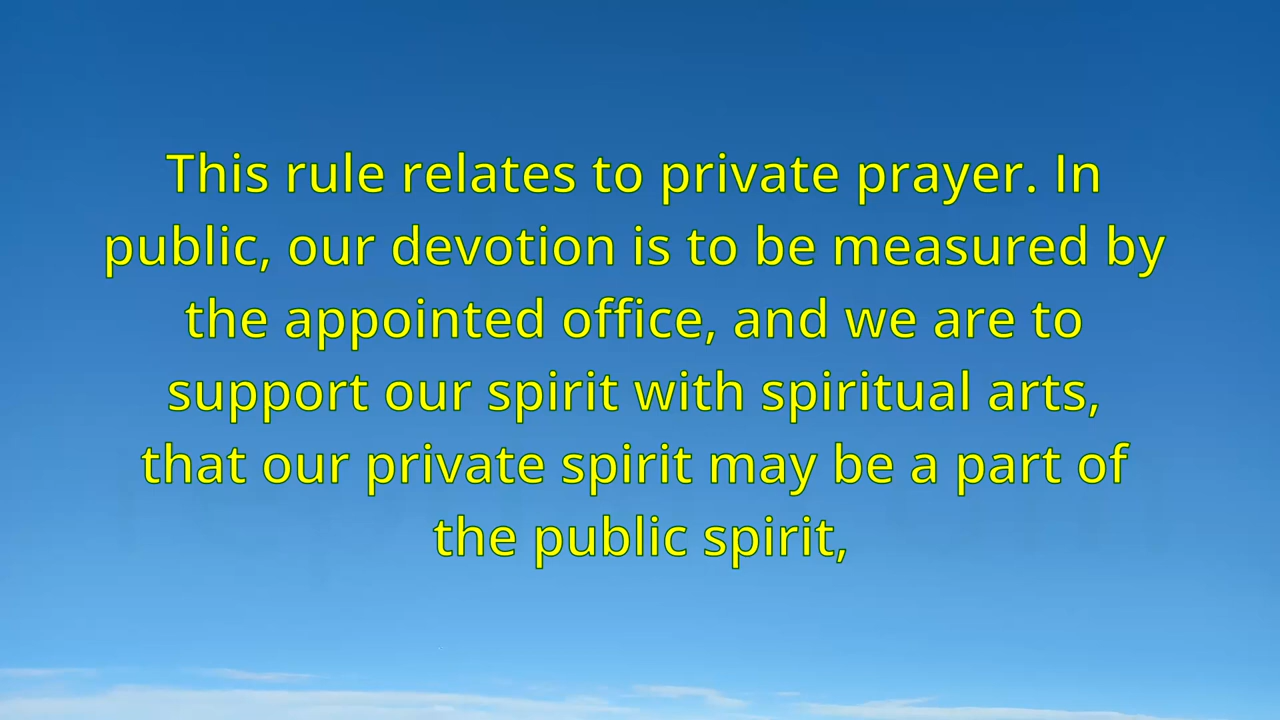 This rule relates to private prayer. In
public, our devotion is to be measured by
the appointed office, and we are to
support our spirit with spiritual arts,
that our private spirit may be a part of
the public spirit,